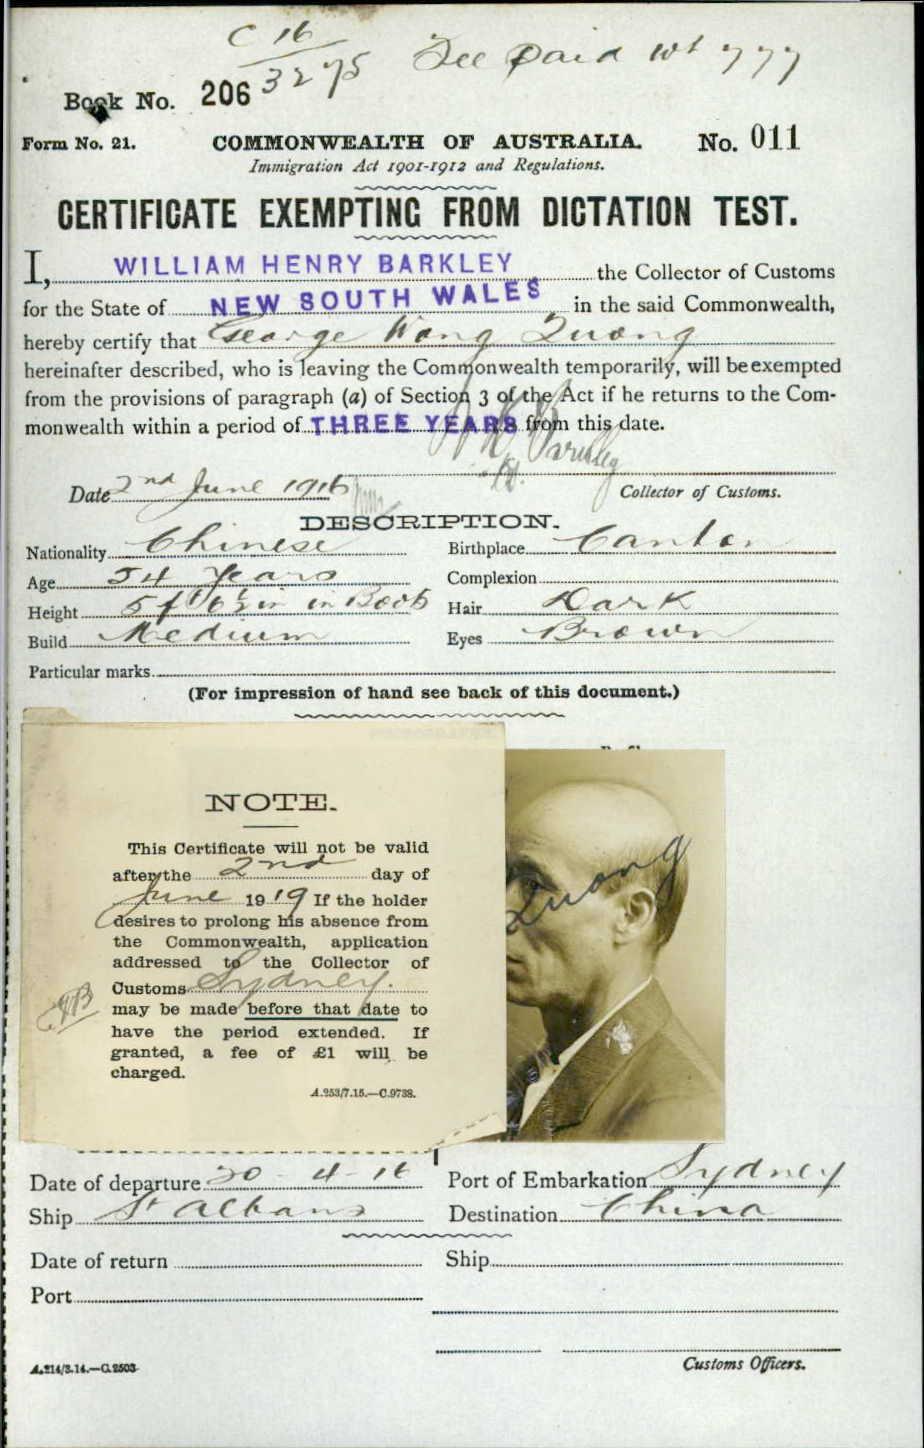 C 16/3275 Fee paid
Book No. 206
Form No. 21. COMMONWEALTH OF AUSTRALIA. No. 011
Immigration Act 1901-1912 and Regulations.
CERTIFICATE EXEMPTING FROM DICTATION TEST.
I, WILLIAM HENRY BARKLEY the Collector of Customs
for the State of NEW SOUTH WALES in the said Commonwealth,
hereby certify that George Wong Quong
hereinafter described, who is leaving the Commonwealth temporarily, will be exempted
from the provisions of paragraph (a) of Section 3 of the Act if he returns to the Com-
monwealth within a period of THREE YEARS from this date.
W H Barkley
Date 2nd June 1916 Collector of Customs.
DESCRIPTION.
Nationality Chinese Birthplace Canton
Age 54 years Complexion
Height 5ft 6½ in in Boots Hair Dark
Build Medium Eyes Brown
Particular marks.
(For impression of hand see back of this document.)
NOTE.
This Certificate will not be valid
after the 2nd day of
June 1919 If the holder
desires to prolong his absence from
the Commonwealth, application
addressed to the Collector of
Customs Sydney.
may be made before that date to
have the period extended. If
granted, a fee of £1 will be
charged.
A.253/7.15.—C.9738.
Quong
Date of departure 20-4-16 Port of Embarkation Sydney
Ship St Albans Destination China
Date of return Ship
Port
A.214/3.14.—C.2503 Customs Officers.